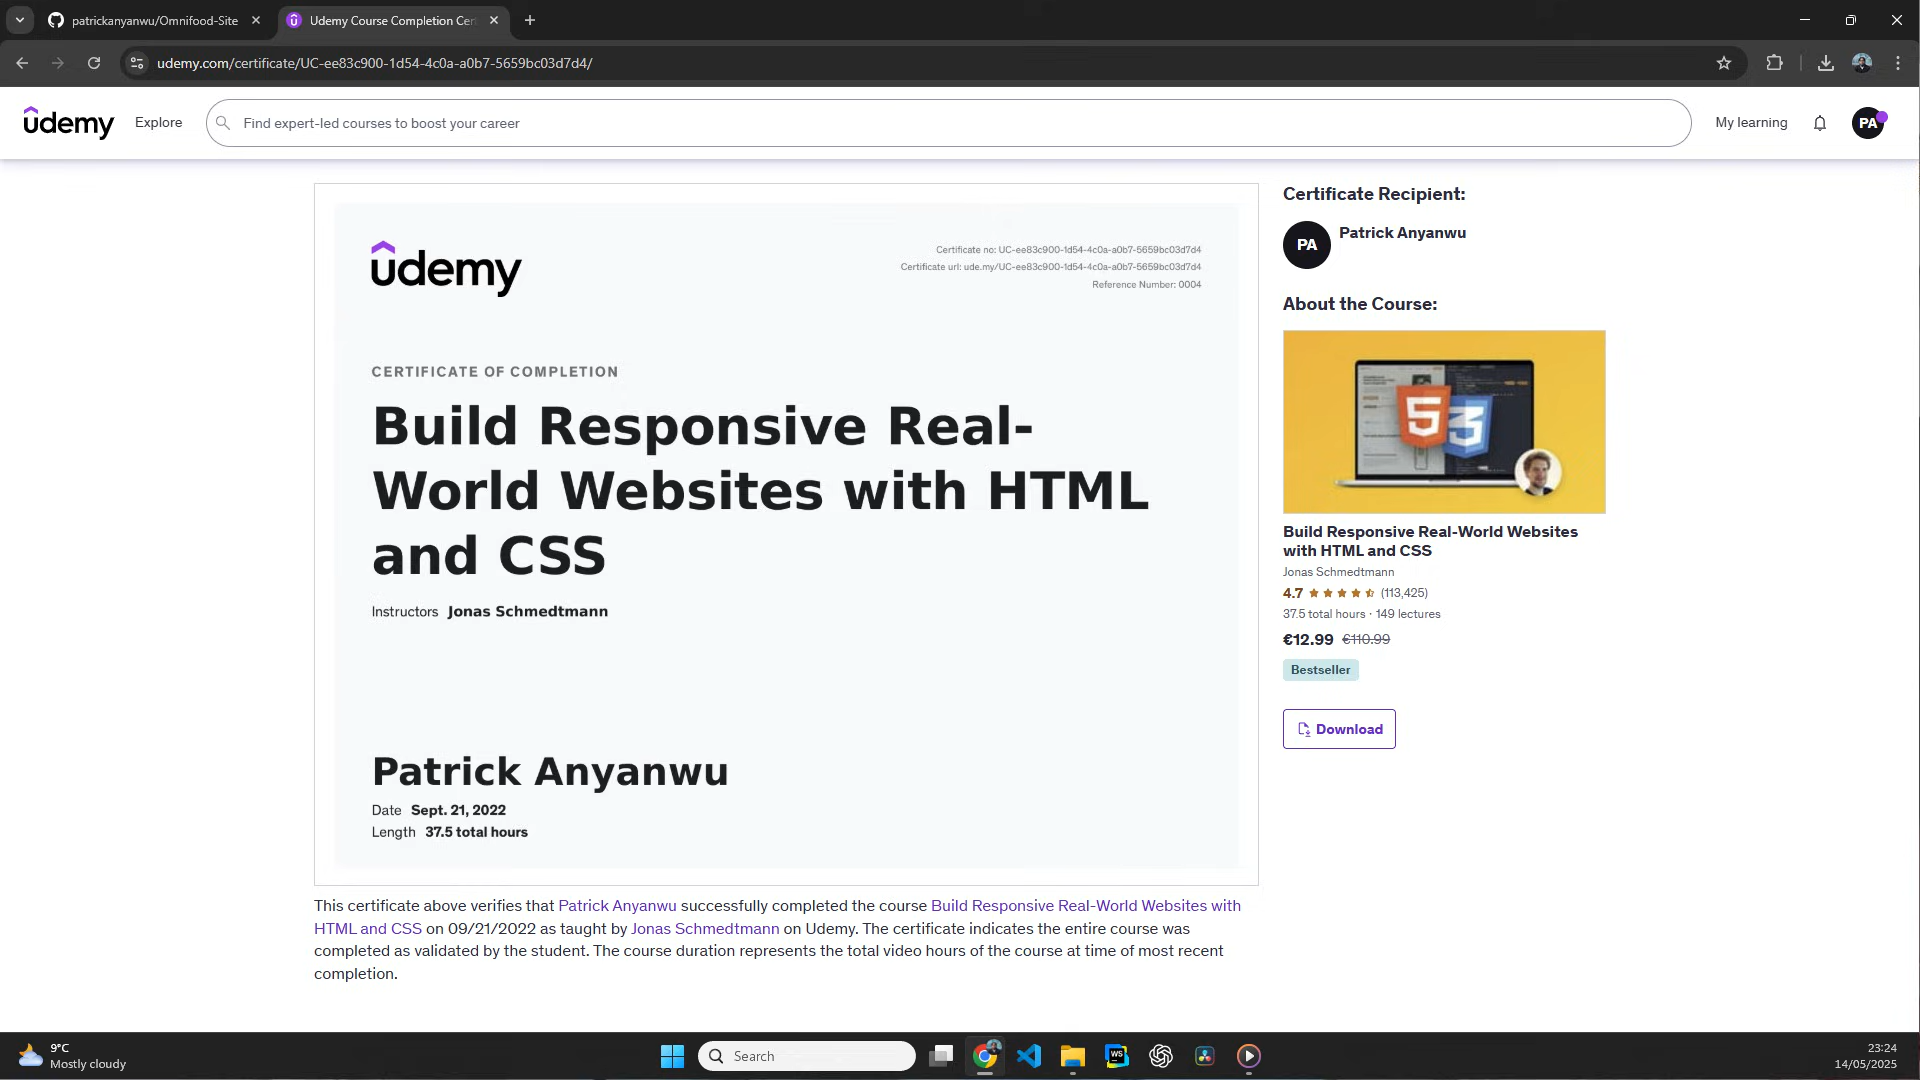 patrickanyanwu/Omnifood-Site
Udemy Course Completion Cer
udemy.com/certificate/UC-ee83c900-1d54-4c0a-a0b7-5659bc03d7d4/
udemy
Explore
Find expert-led courses to boost your career
My learning
PA
udemy
Certificate no: UC-ee83c900-1d54-4c0a-a0b7-5659bc03d7d4
Certificate url: ude.my/UC-ee83c900-1d54-4c0a-a0b7-5659bc03d7d4
Reference Number: 0004
CERTIFICATE OF COMPLETION
Build Responsive Real-
World Websites with HTML
and CSS
Instructors Jonas Schmedtmann
Patrick Anyanwu
Date Sept. 21, 2022
Length 37.5 total hours
This certificate above verifies that Patrick Anyanwu successfully completed the course Build Responsive Real-World Websites with
HTML and CSS on 09/21/2022 as taught by Jonas Schmedtmann on Udemy. The certificate indicates the entire course was
completed as validated by the student. The course duration represents the total video hours of the course at time of most recent
completion.
Certificate Recipient:
PA
Patrick Anyanwu
About the Course:
5 3
Build Responsive Real-World Websites
with HTML and CSS
Jonas Schmedtmann
4.7 (113,425)
37.5 total hours · 149 lectures
€12.99 €110.99
Bestseller
Download
9°C
Mostly cloudy
Search
WS
23:24
14/05/2025